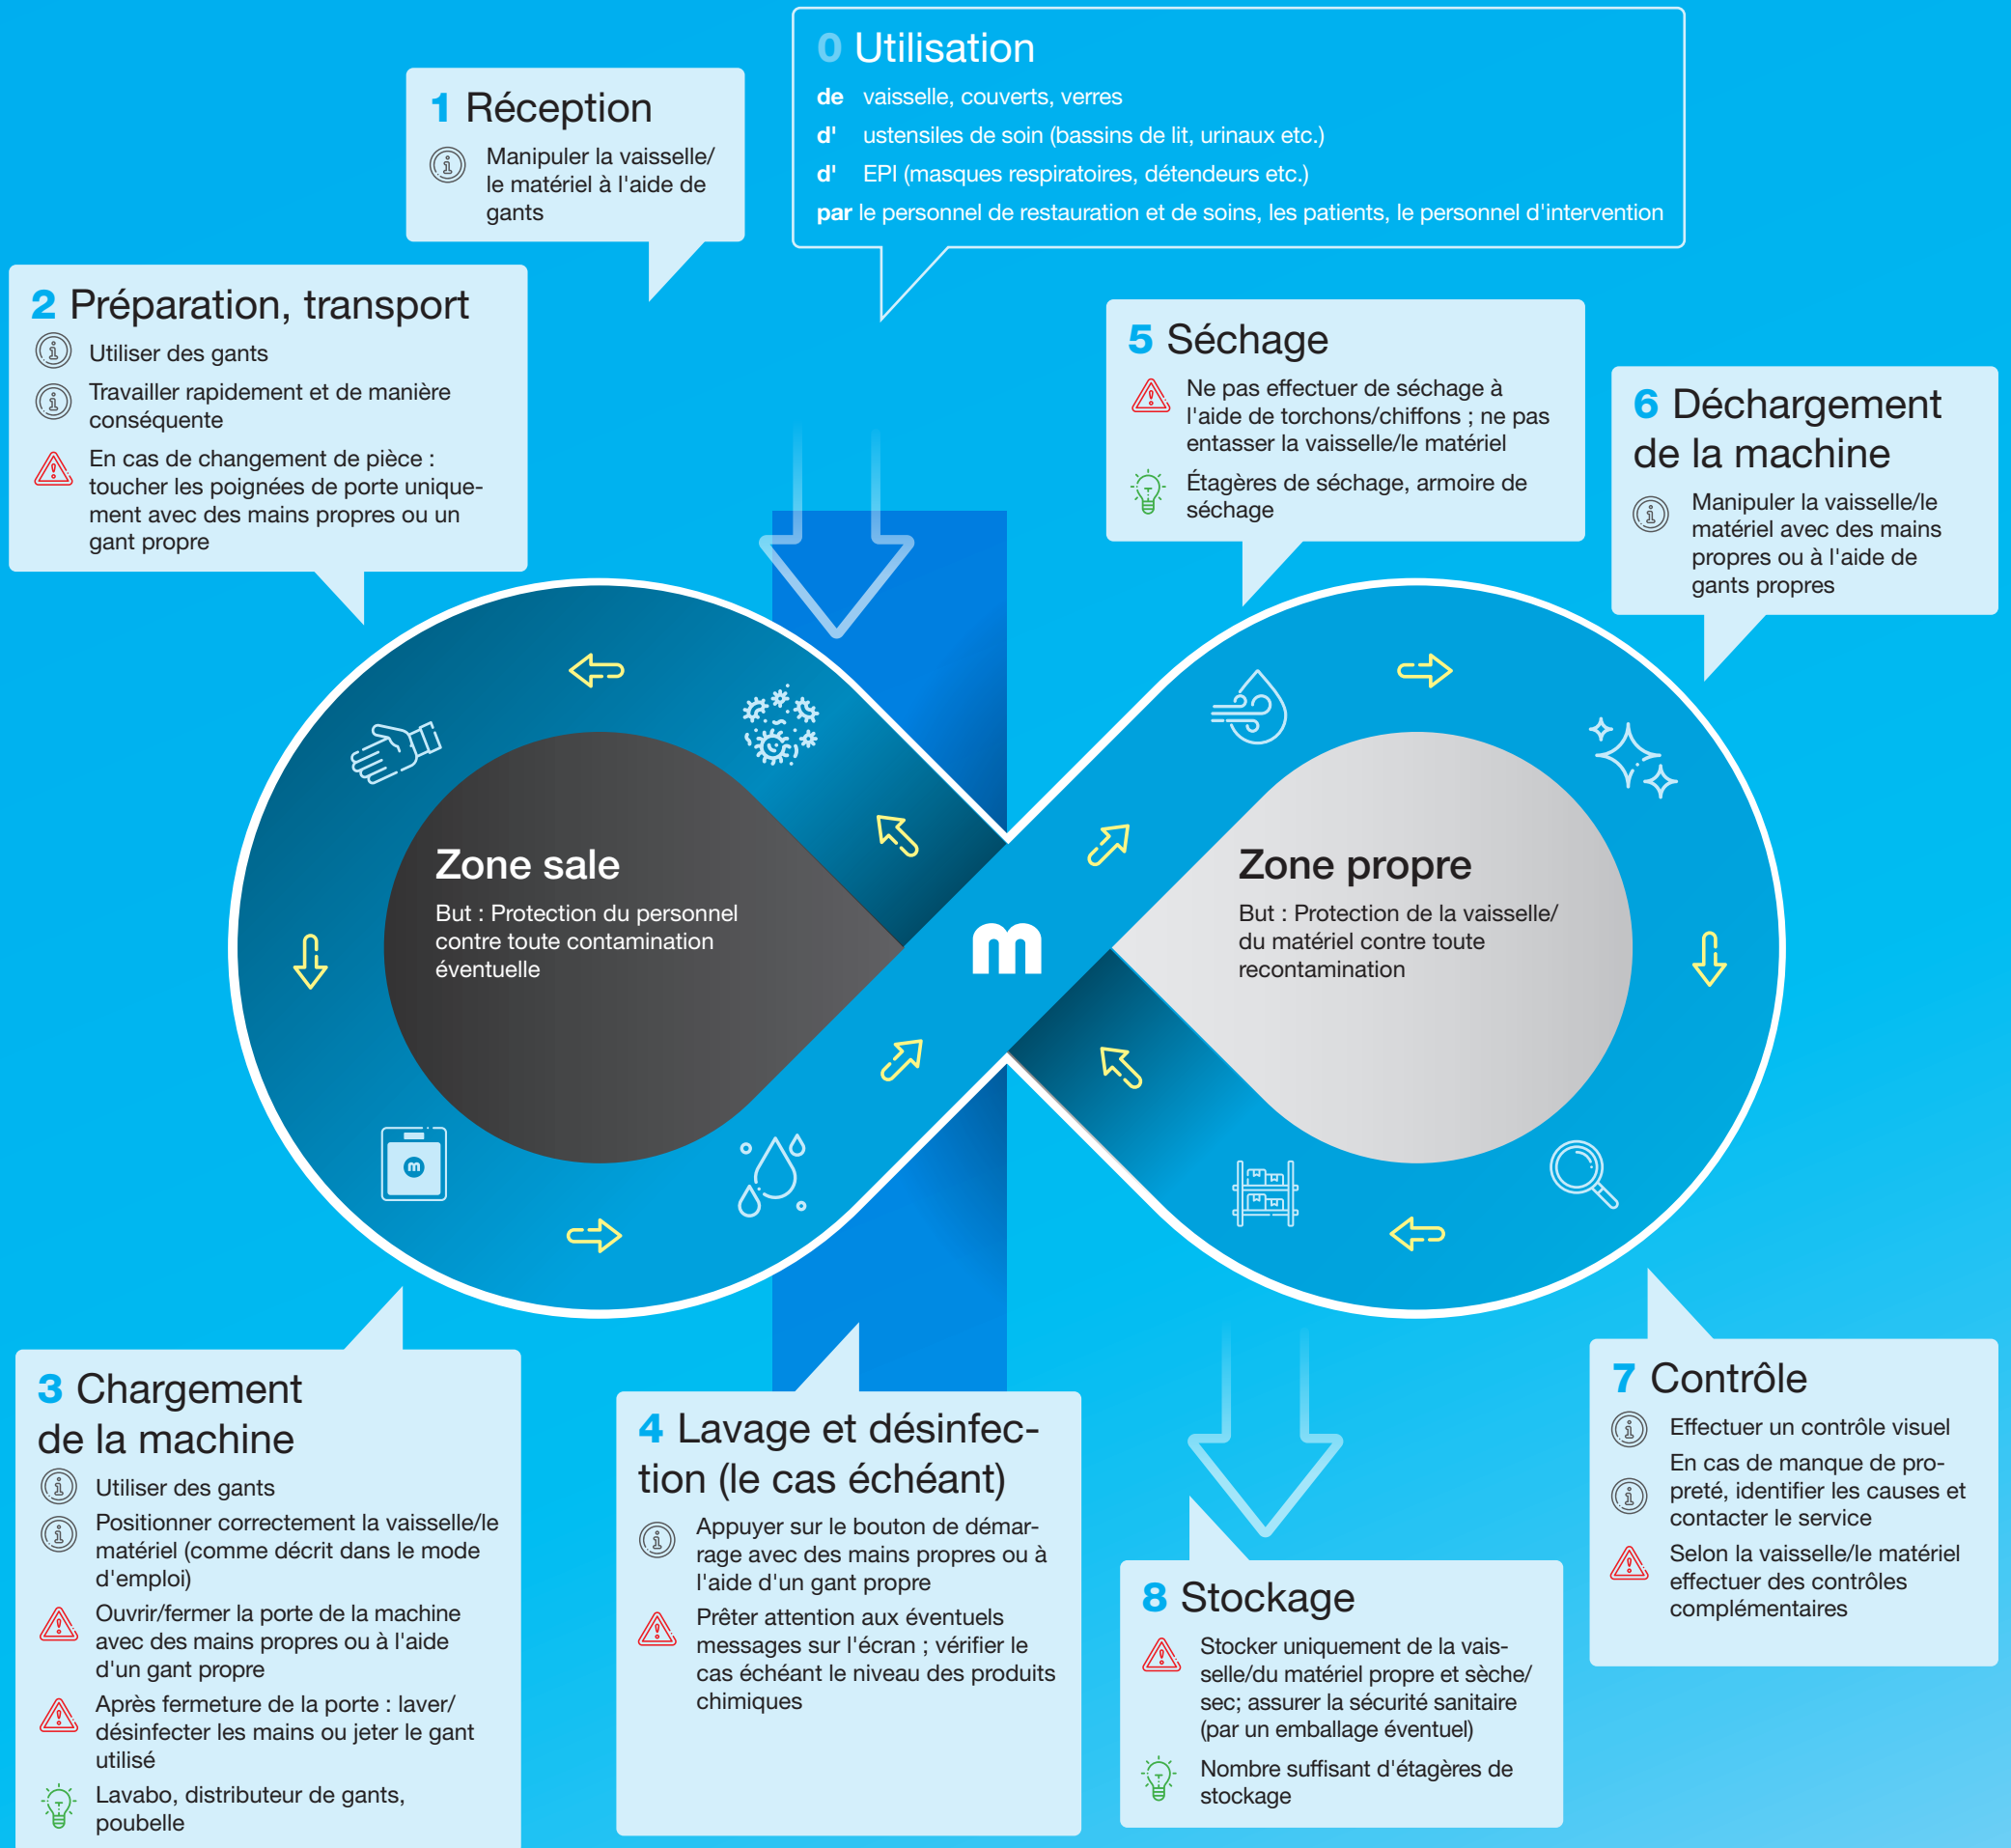 0 Utilisation
de vaisselle, couverts, verres
d' ustensiles de soin (bassins de lit, urinaux etc.)
d' EPI (masques respiratoires, détendeurs etc.)
par le personnel de restauration et de soins, les patients, le personnel d'intervention
1 Réception
Manipuler la vaisselle/
le matériel à l'aide de
gants
2 Préparation, transport
Utiliser des gants
Travailler rapidement et de manière
conséquente
En cas de changement de pièce :
toucher les poignées de porte unique-
ment avec des mains propres ou un
gant propre
5 Séchage
Ne pas effectuer de séchage à
l'aide de torchons/chiffons ; ne pas
entasser la vaisselle/le matériel
Étagères de séchage, armoire de
séchage
6 Déchargement
de la machine
Manipuler la vaisselle/le
matériel avec des mains
propres ou à l'aide de
gants propres
Zone sale
But : Protection du personnel
contre toute contamination
éventuelle
m
Zone propre
But : Protection de la vaisselle/
du matériel contre toute
recontamination
m
3 Chargement
de la machine
Utiliser des gants
Positionner correctement la vaisselle/le
matériel (comme décrit dans le mode
d'emploi)
Ouvrir/fermer la porte de la machine
avec des mains propres ou à l'aide
d'un gant propre
Après fermeture de la porte : laver/
désinfecter les mains ou jeter le gant
utilisé
Lavabo, distributeur de gants,
poubelle
4 Lavage et désinfec-
tion (le cas échéant)
Appuyer sur le bouton de démar-
rage avec des mains propres ou à
l'aide d'un gant propre
Prêter attention aux éventuels
messages sur l'écran ; vérifier le
cas échéant le niveau des produits
chimiques
8 Stockage
Stocker uniquement de la vais-
selle/du matériel propre et sèche/
sec; assurer la sécurité sanitaire
(par un emballage éventuel)
Nombre suffisant d'étagères de
stockage
7 Contrôle
Effectuer un contrôle visuel
En cas de manque de pro-
preté, identifier les causes et
contacter le service
Selon la vaisselle/le matériel
effectuer des contrôles
complémentaires